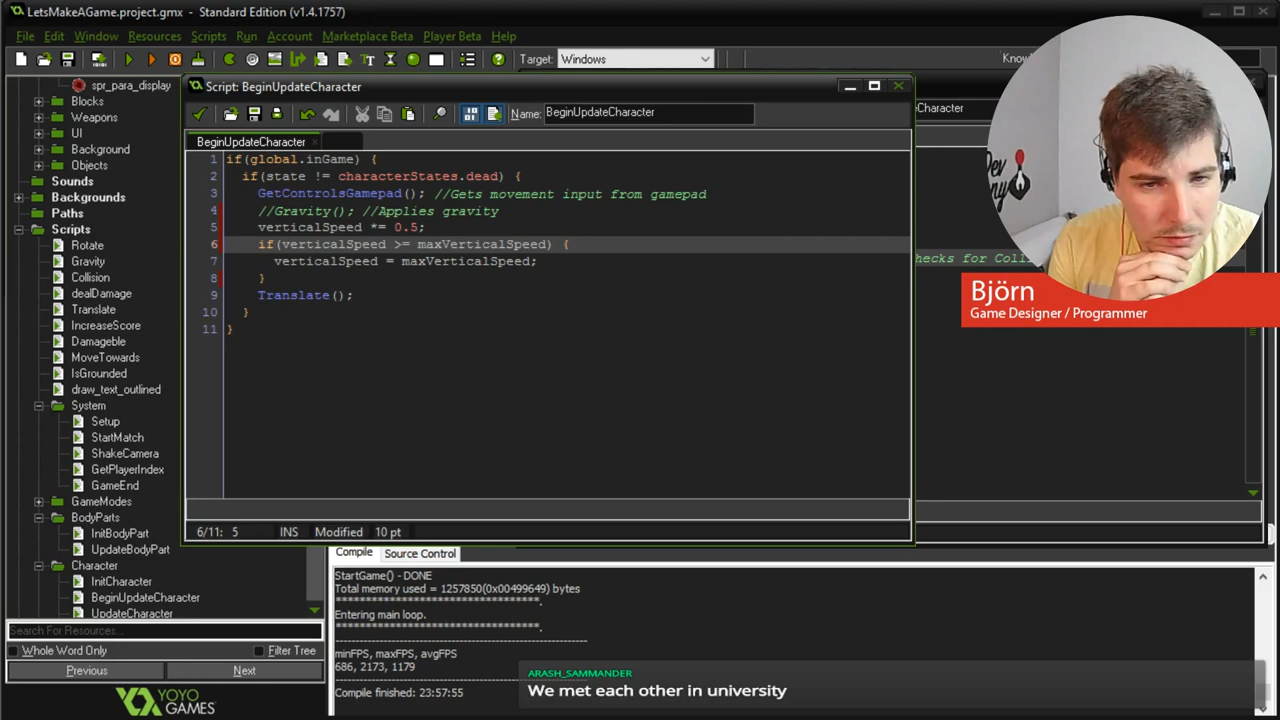 LetsMakeAGame.project.gmx - Standard Edition (v1.4.1757)
File Edit Window Resources Scripts Run Account Marketplace Beta Player Beta Help
Target: Windows
spr_para_display
Blocks
Weapons
UI
Background
Objects
Sounds
Backgrounds
Paths
Scripts
Rotate
Gravity
Collision
dealDamage
Translate
IncreaseScore
Damageble
MoveTowards
IsGrounded
draw_text_outlined
System
Setup
StartMatch
ShakeCamera
GetPlayerIndex
GameEnd
GameModes
BodyParts
InitBodyPart
UpdateBodyPart
Character
InitCharacter
BeginUpdateCharacter
UpdateCharacter
Search For Resources...
Whole Word Only Filter Tree
Previous Next
YOYO
GAMES
Script: BeginUpdateCharacter
Name: BeginUpdateCharacter
BeginUpdateCharacter
1 if(global.inGame) {
2 if(state != characterStates.dead) {
3 GetControlsGamepad(); //Gets movement input from gamepad
4 //Gravity(); //Applies gravity
5 verticalSpeed *= 0.5;
6 if(verticalSpeed >= maxVerticalSpeed) {
7 verticalSpeed = maxVerticalSpeed;
8 }
9 Translate();
10 }
11 }
6/11: 5 INS Modified 10 pt
Compile Source Control
StartGame() - DONE
Total memory used = 1257850(0x00499649) bytes
**************************************.
Entering main loop.
**************************************.
minFPS, maxFPS, avgFPS
686, 2173, 1179
Compile finished: 23:57:55
Björn
Game Designer / Programmer
ARASH_SAMMANDER
We met each other in university